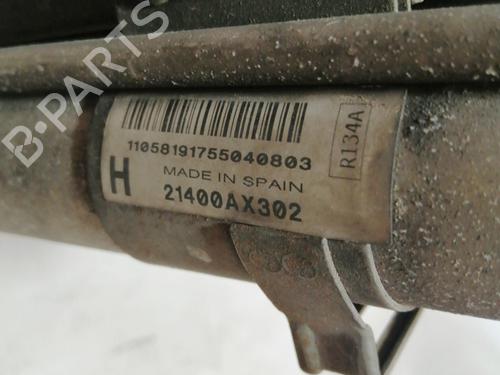 B-PARTS
R134A
11058191755040803
MADE IN SPAIN
H
21400AX302